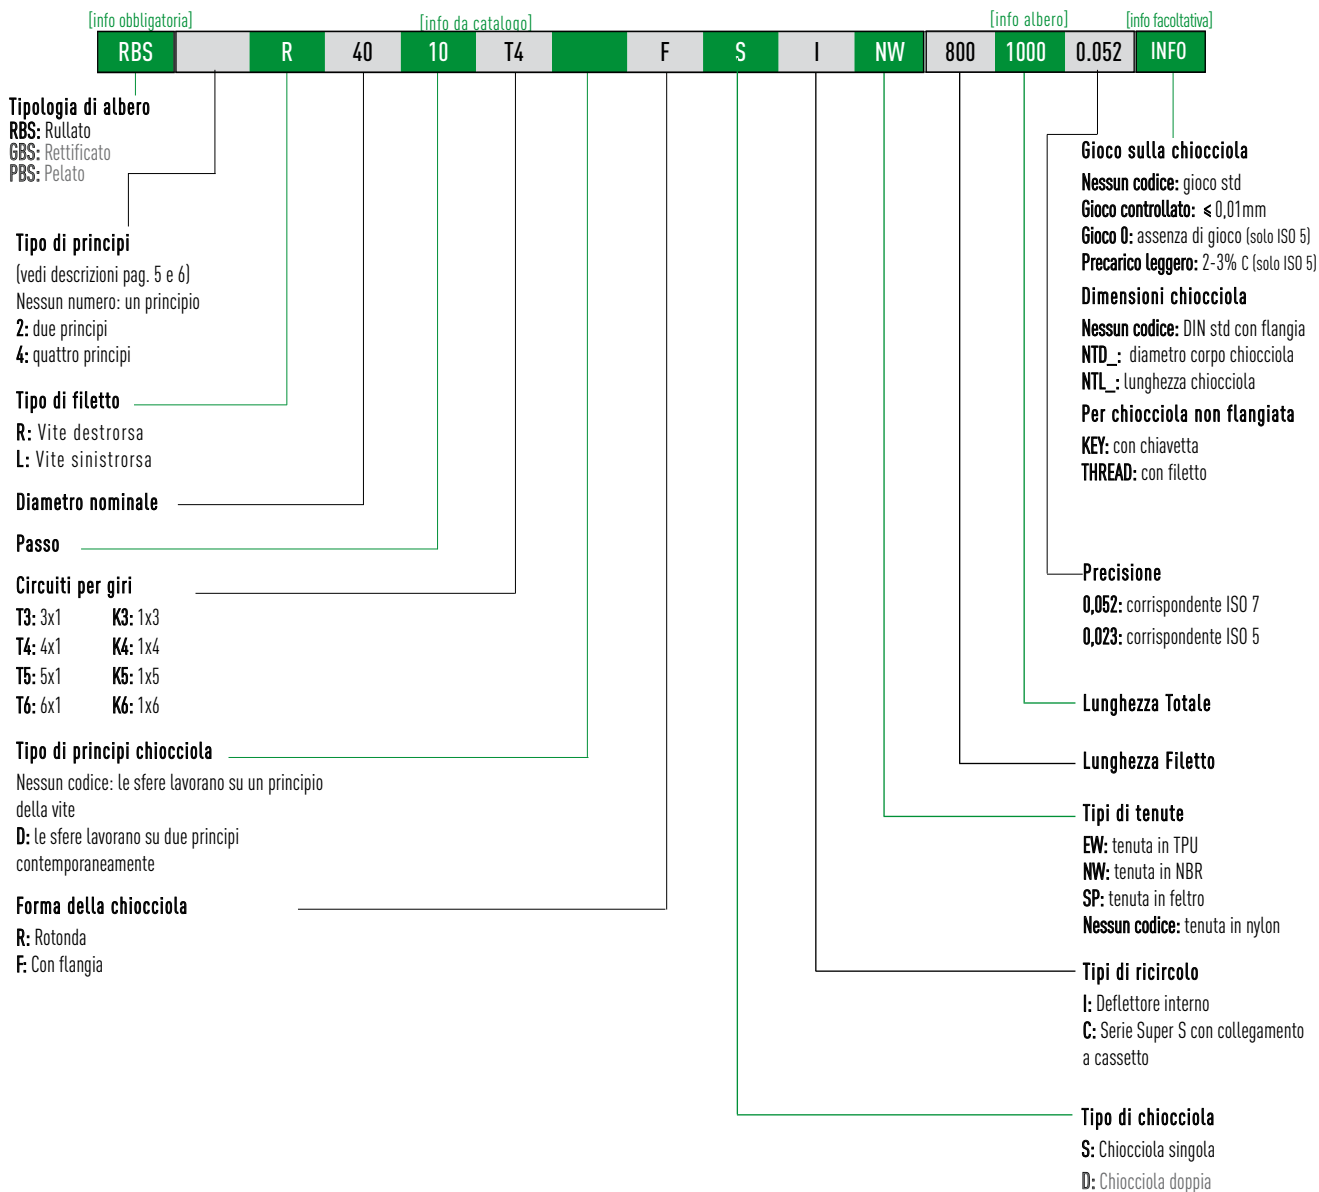 [info obbligatoria]
[info da catalogo]
[info albero]
[info facoltativa]
RBS R 40 10 T4 F S I NW 800 1000 0.052 INFO
Tipologia di albero
RBS: Rullato
GBS: Rettificato
PBS: Pelato
Tipo di principi
(vedi descrizioni pag. 5 e 6)
Nessun numero: un principio
2: due principi
4: quattro principi
Tipo di filetto
R: Vite destrorsa
L: Vite sinistrorsa
Diametro nominale
Passo
Circuiti per giri
T3: 3x1 K3: 1x3
T4: 4x1 K4: 1x4
T5: 5x1 K5: 1x5
T6: 6x1 K6: 1x6
Tipo di principi chiocciola
Nessun codice: le sfere lavorano su un principio
della vite
D: le sfere lavorano su due principi
contemporaneamente
Forma della chiocciola
R: Rotonda
F: Con flangia
Gioco sulla chiocciola
Nessun codice: gioco std
Gioco controllato: ≤ 0,01mm
Gioco 0: assenza di gioco (solo ISO 5)
Precarico leggero: 2-3% C (solo ISO 5)
Dimensioni chiocciola
Nessun codice: DIN std con flangia
NTD_: diametro corpo chiocciola
NTL_: lunghezza chiocciola
Per chiocciola non flangiata
KEY: con chiavetta
THREAD: con filetto
Precisione
0,052: corrispondente ISO 7
0,023: corrispondente ISO 5
Lunghezza Totale
Lunghezza Filetto
Tipi di tenute
EW: tenuta in TPU
NW: tenuta in NBR
SP: tenuta in feltro
Nessun codice: tenuta in nylon
Tipi di ricircolo
I: Deflettore interno
C: Serie Super S con collegamento
a cassetto
Tipo di chiocciola
S: Chiocciola singola
D: Chiocciola doppia